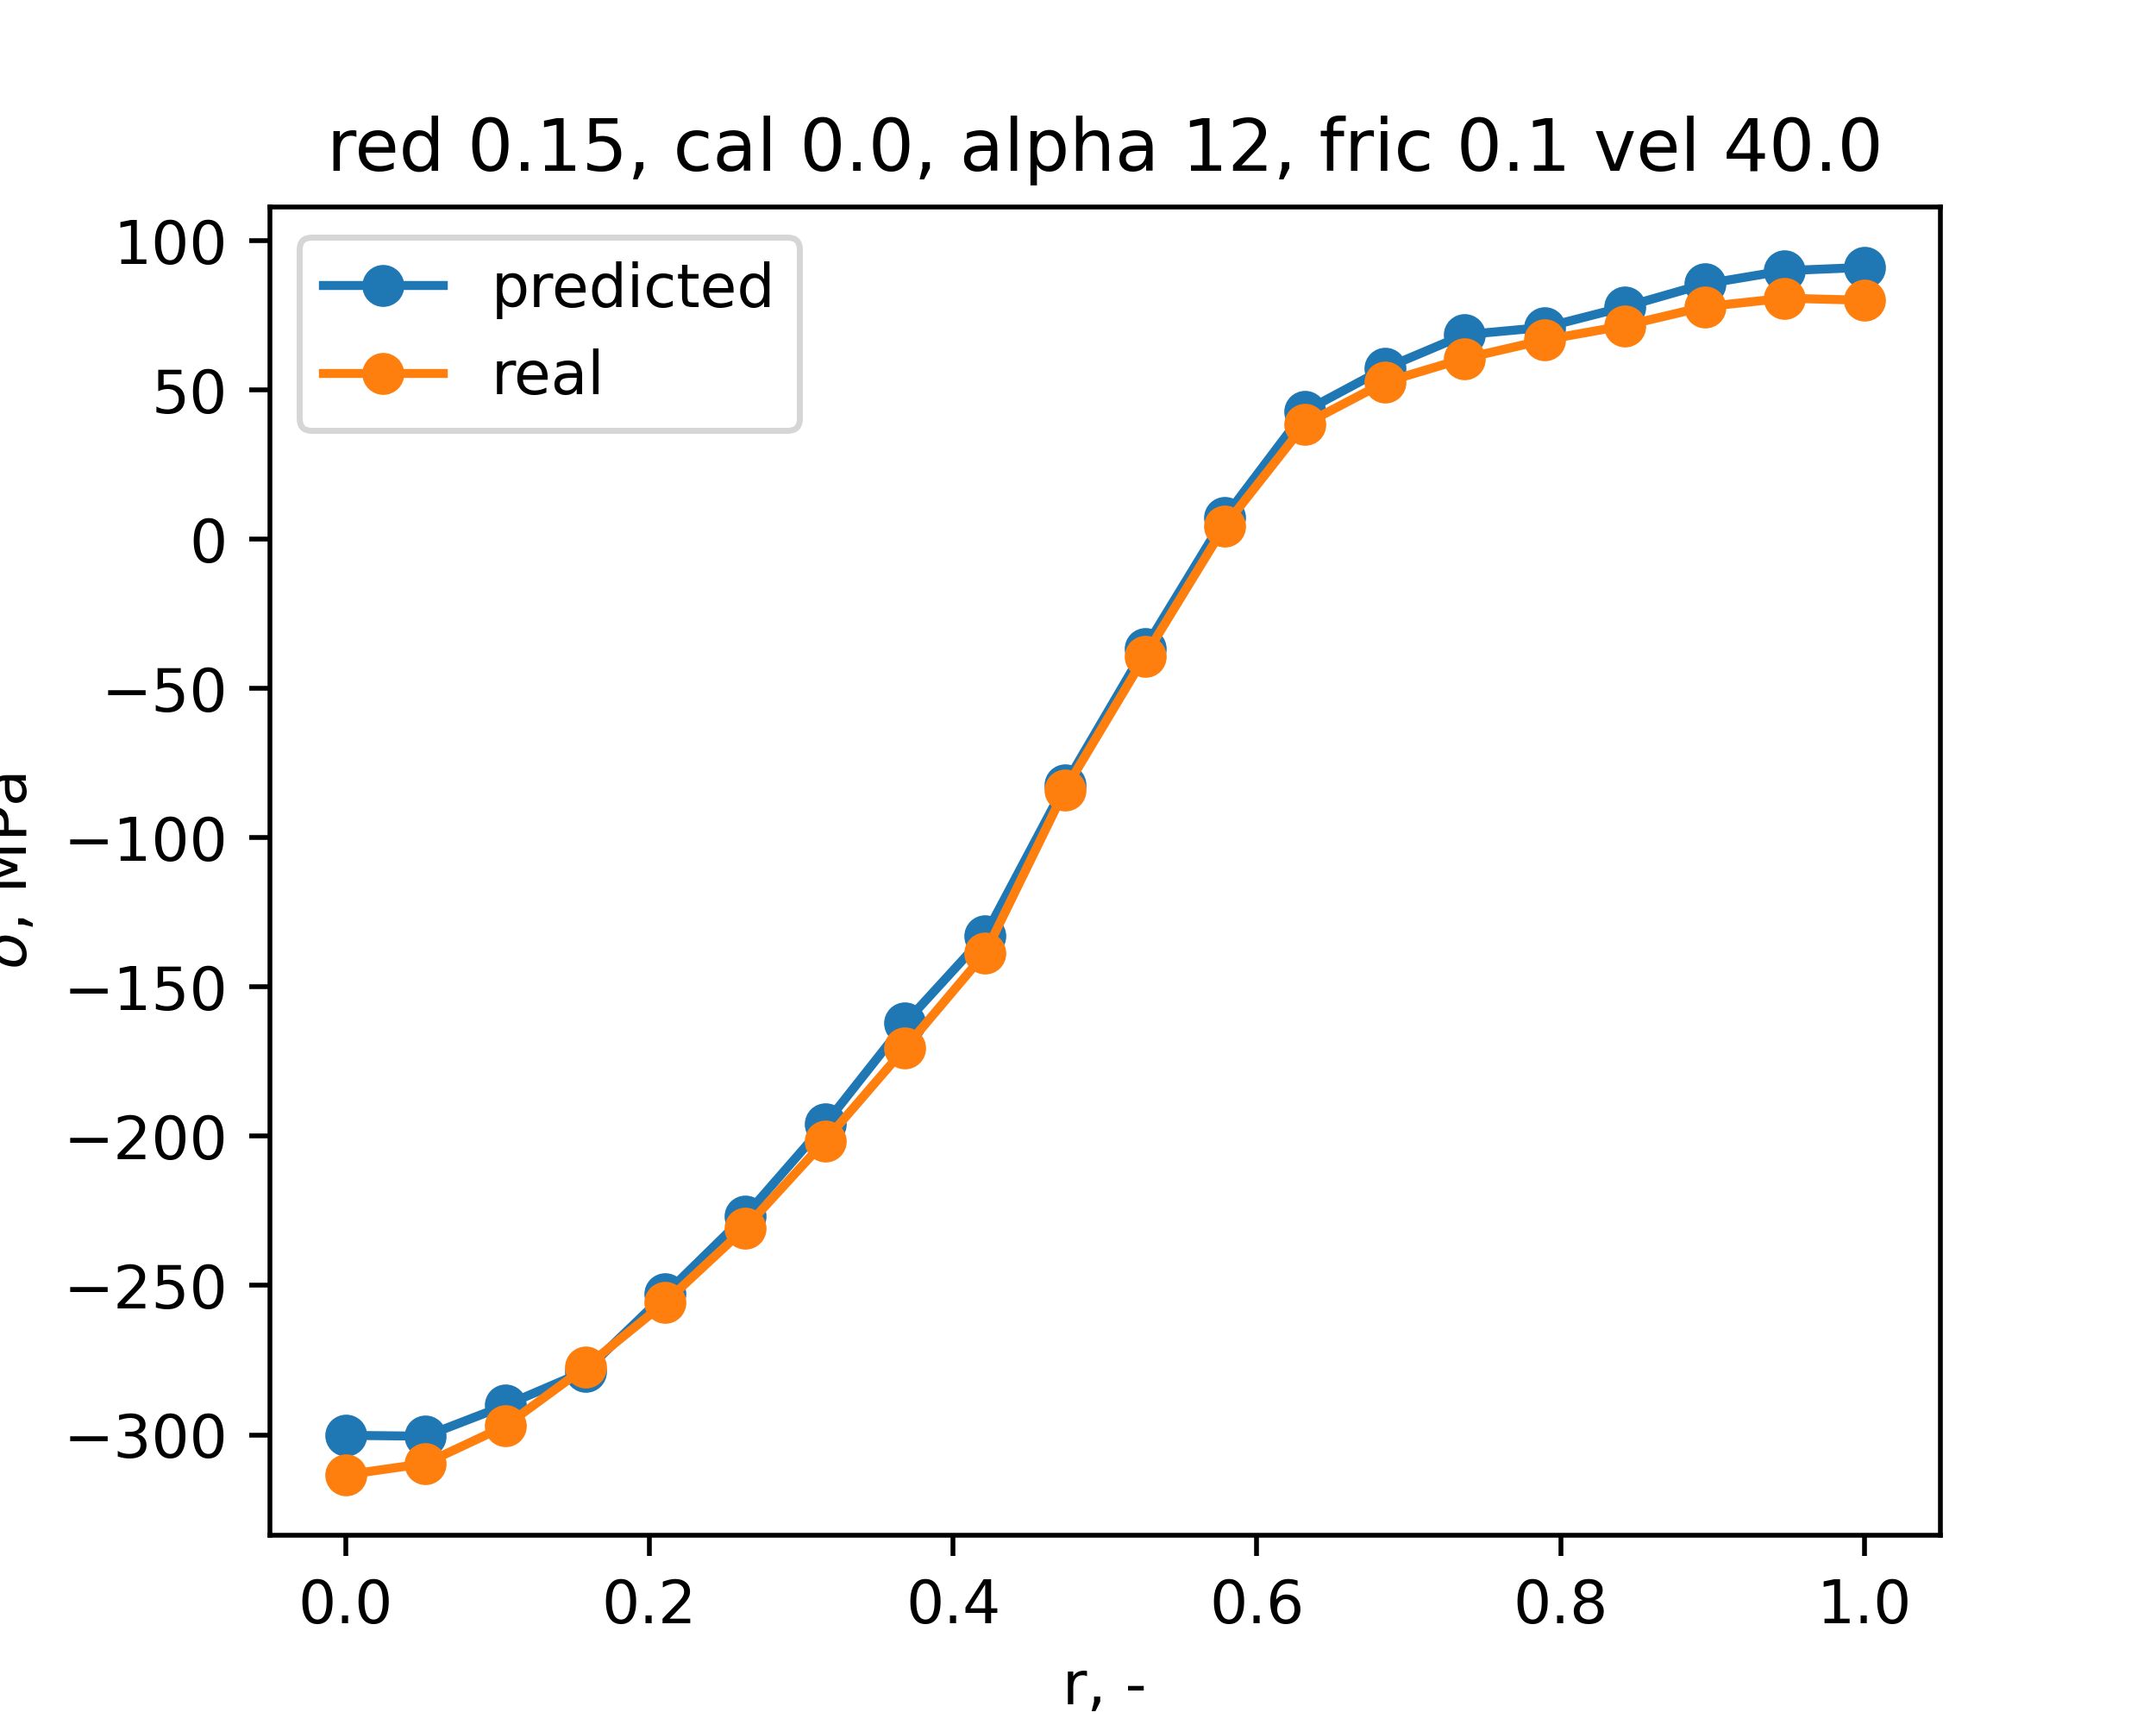 red 0.15, cal 0.0, alpha 12, fric 0.1 vel 40.0
predicted
real
100
50
0
−50
−100
−150
−200
−250
−300
, MPa
0.0 0.2 0.4 0.6 0.8 1.0
r, -